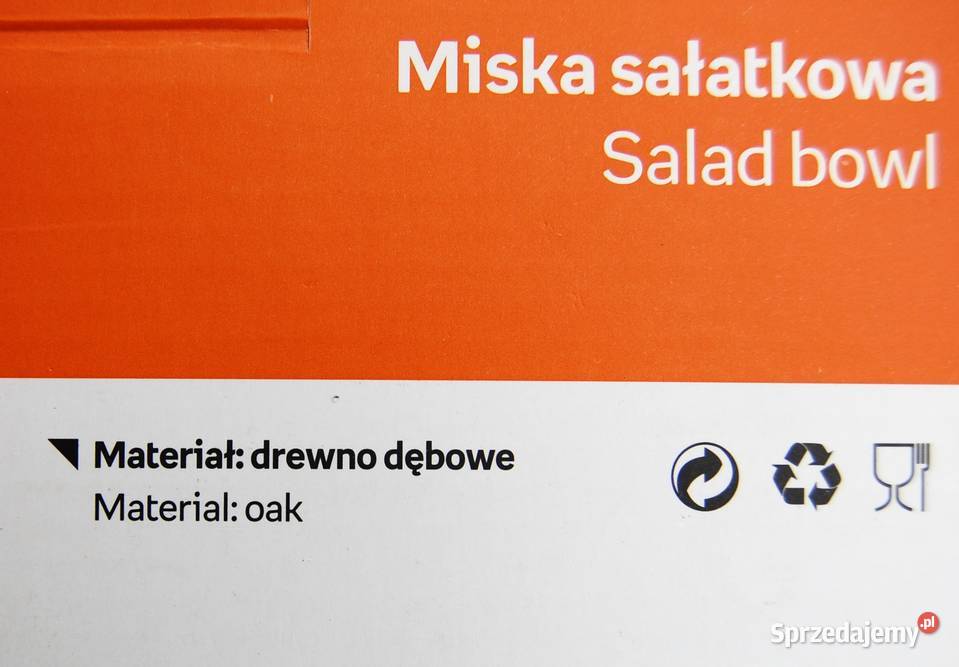 Miska sałatkowa
Salad bowl
Materiał: drewno dębowe
Material: oak
Sprzedajemy.pl